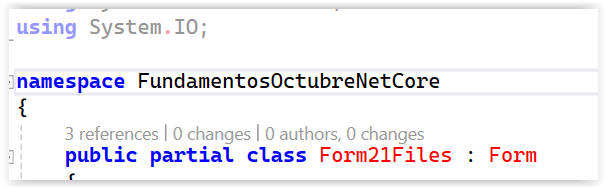 using System.IO;
namespace FundamentosOctubreNetCore
{
3 references | 0 changes | 0 authors, 0 changes
public partial class Form21Files : Form